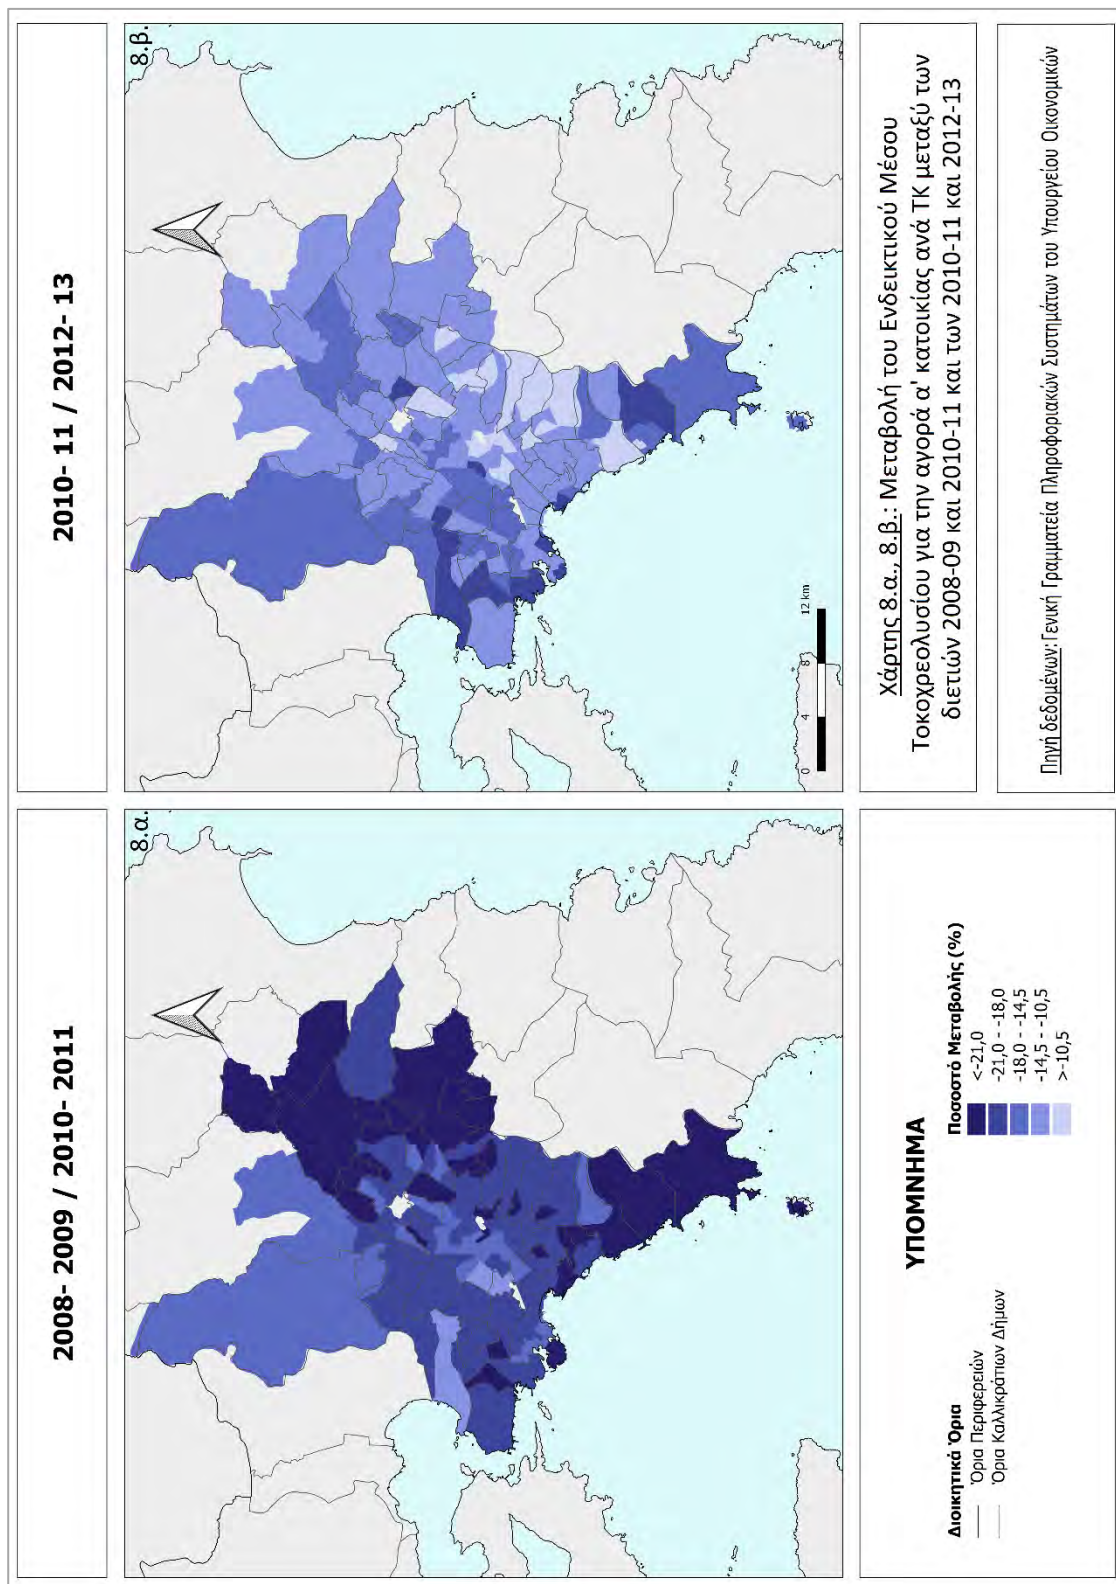 2008- 2009 / 2010- 2011
8.α.
2010- 11 / 2012- 13
8.β.
0 4 8 12 km
ΥΠΟΜΝΗΜΑ
Διοικητικά Όρια
Όρια Περιφερειών
Όρια Καλλικράτιων Δήμων
Ποσοστό Μεταβολής (%)
<-21,0
-21,0 - -18,0
-18,0 - -14,5
-14,5 - -10,5
>-10,5
Χάρτης 8.α., 8.β.: Μεταβολή του Ενδεικτικού Μέσου
Τοκοχρεολυσίου για την αγορά α' κατοικίας ανά ΤΚ μεταξύ των
διετιών 2008-09 και 2010-11 και των 2010-11 και 2012-13
Πηγή δεδομένων: Γενική Γραμματεία Πληροφοριακών Συστημάτων του Υπουργείου Οικονομικών